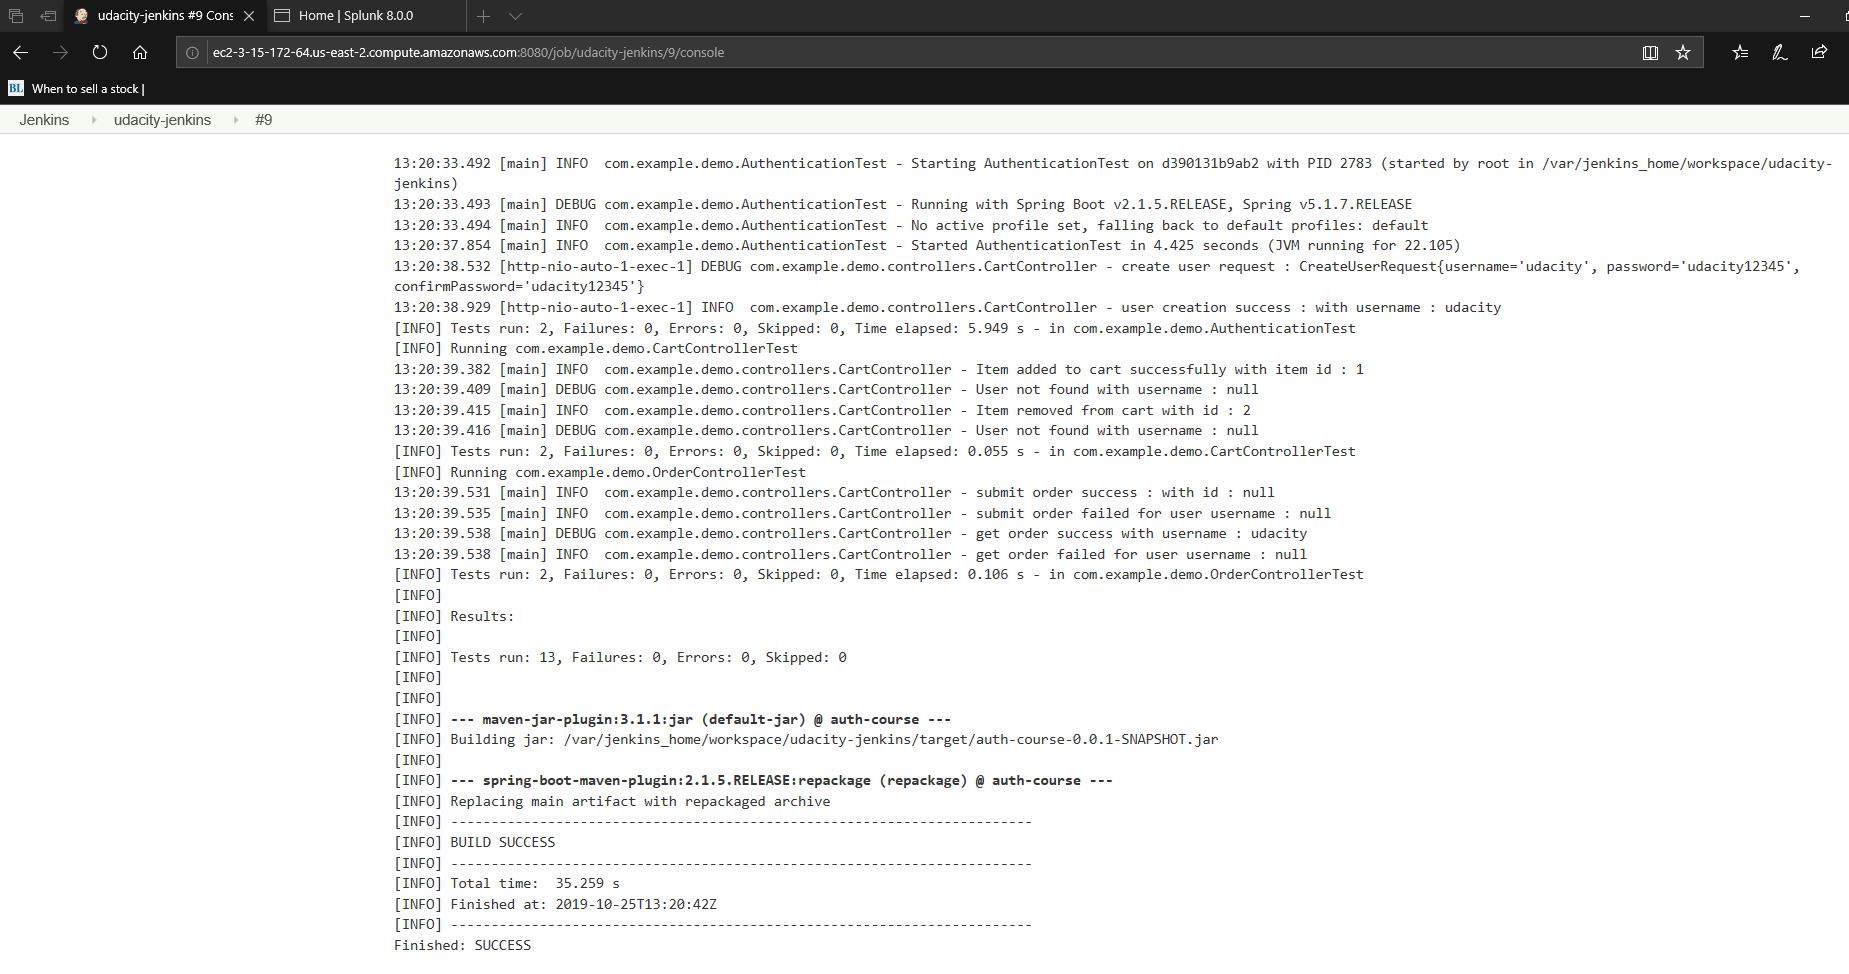 udacity-jenkins #9 Cons
Home | Splunk 8.0.0
ec2-3-15-172-64.us-east-2.compute.amazonaws.com:8080/job/udacity-jenkins/9/console
BL When to sell a stock |
Jenkins udacity-jenkins #9
13:20:33.492 [main] INFO  com.example.demo.AuthenticationTest - Starting AuthenticationTest on d390131b9ab2 with PID 2783 (started by root in /var/jenkins_home/workspace/udacity-
jenkins)
13:20:33.493 [main] DEBUG com.example.demo.AuthenticationTest - Running with Spring Boot v2.1.5.RELEASE, Spring v5.1.7.RELEASE
13:20:33.494 [main] INFO  com.example.demo.AuthenticationTest - No active profile set, falling back to default profiles: default
13:20:37.854 [main] INFO  com.example.demo.AuthenticationTest - Started AuthenticationTest in 4.425 seconds (JVM running for 22.105)
13:20:38.532 [http-nio-auto-1-exec-1] DEBUG com.example.demo.controllers.CartController - create user request : CreateUserRequest{username='udacity', password='udacity12345',
confirmPassword='udacity12345'}
13:20:38.929 [http-nio-auto-1-exec-1] INFO  com.example.demo.controllers.CartController - user creation success : with username : udacity
[INFO] Tests run: 2, Failures: 0, Errors: 0, Skipped: 0, Time elapsed: 5.949 s - in com.example.demo.AuthenticationTest
[INFO] Running com.example.demo.CartControllerTest
13:20:39.382 [main] INFO  com.example.demo.controllers.CartController - Item added to cart successfully with item id : 1
13:20:39.409 [main] DEBUG com.example.demo.controllers.CartController - User not found with username : null
13:20:39.415 [main] INFO  com.example.demo.controllers.CartController - Item removed from cart with id : 2
13:20:39.416 [main] DEBUG com.example.demo.controllers.CartController - User not found with username : null
[INFO] Tests run: 2, Failures: 0, Errors: 0, Skipped: 0, Time elapsed: 0.055 s - in com.example.demo.CartControllerTest
[INFO] Running com.example.demo.OrderControllerTest
13:20:39.531 [main] INFO  com.example.demo.controllers.CartController - submit order success : with id : null
13:20:39.535 [main] INFO  com.example.demo.controllers.CartController - submit order failed for user username : null
13:20:39.538 [main] DEBUG com.example.demo.controllers.CartController - get order success with username : udacity
13:20:39.538 [main] INFO  com.example.demo.controllers.CartController - get order failed for user username : null
[INFO] Tests run: 2, Failures: 0, Errors: 0, Skipped: 0, Time elapsed: 0.106 s - in com.example.demo.OrderControllerTest
[INFO]
[INFO] Results:
[INFO]
[INFO] Tests run: 13, Failures: 0, Errors: 0, Skipped: 0
[INFO]
[INFO]
[INFO] --- maven-jar-plugin:3.1.1:jar (default-jar) @ auth-course ---
[INFO] Building jar: /var/jenkins_home/workspace/udacity-jenkins/target/auth-course-0.0.1-SNAPSHOT.jar
[INFO]
[INFO] --- spring-boot-maven-plugin:2.1.5.RELEASE:repackage (repackage) @ auth-course ---
[INFO] Replacing main artifact with repackaged archive
[INFO] ------------------------------------------------------------------------
[INFO] BUILD SUCCESS
[INFO] ------------------------------------------------------------------------
[INFO] Total time:  35.259 s
[INFO] Finished at: 2019-10-25T13:20:42Z
[INFO] ------------------------------------------------------------------------
Finished: SUCCESS